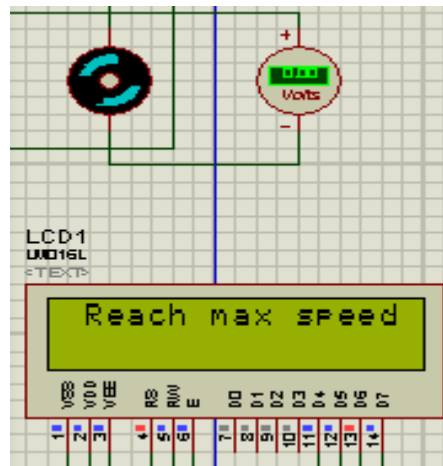 +
Volts
-
LCD1
LM016L
<TEXT>
Reach max speed
VSS VDD VEE RS RW E D0 D1 D2 D3 D4 D5 D6 D7
1 2 3 4 5 6 7 8 9 10 11 12 13 14